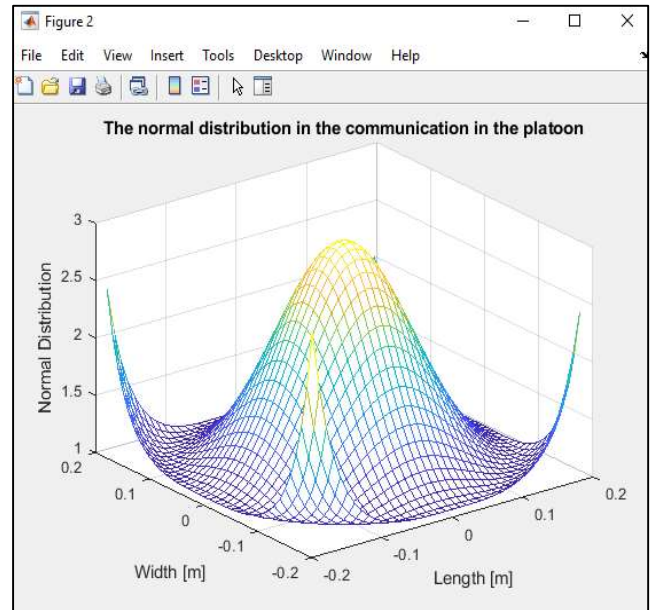 Figure 2
File Edit View Insert Tools Desktop Window Help
The normal distribution in the communication in the platoon
3
2.5
2
1.5
1
Normal Distribution
0.2
0.1
0
-0.1
-0.2
Width [m]
-0.2
-0.1
0
0.1
0.2
Length [m]